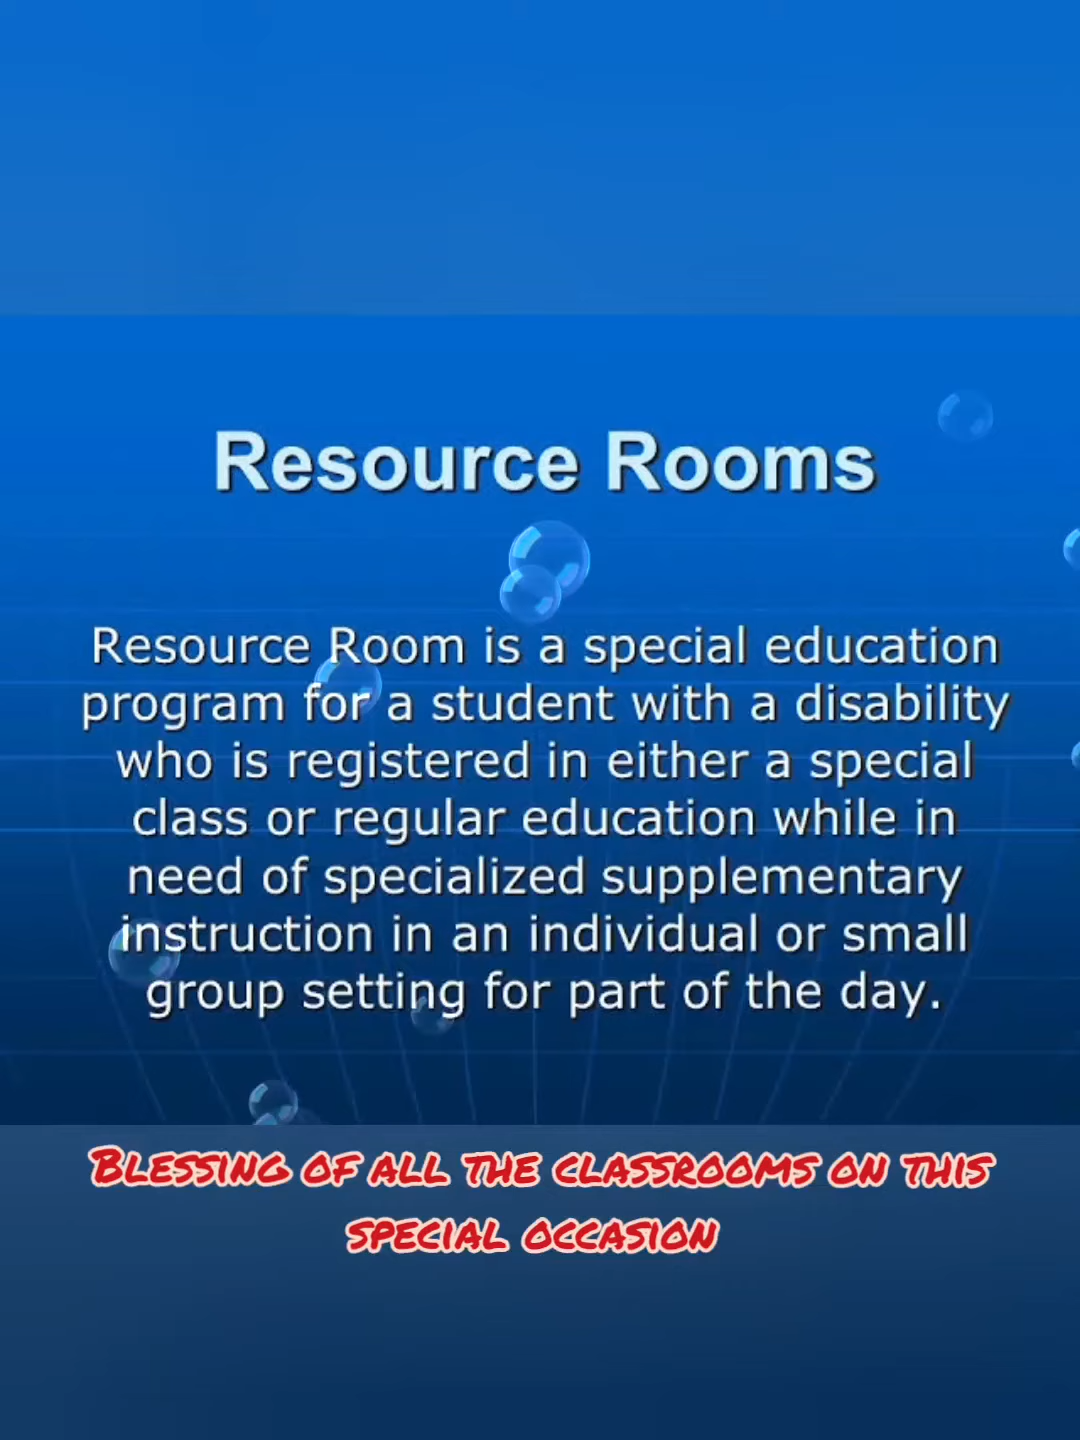 Resource Rooms
Resource Room is a special education
program for a student with a disability
who is registered in either a special
class or regular education while in
need of specialized supplementary
instruction in an individual or small
group setting for part of the day.
Blessing of all the classrooms on this
special occasion